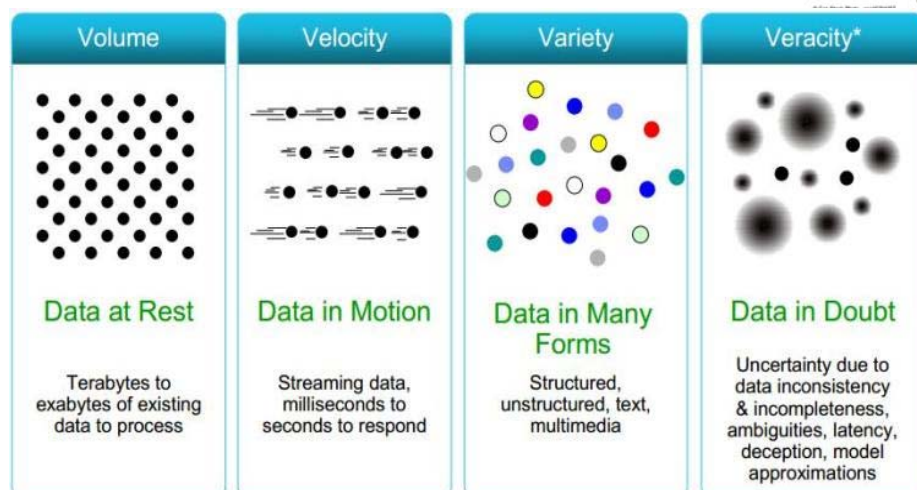 Volume
Data at Rest
Terabytes to
exabytes of existing
data to process
Velocity
Data in Motion
Streaming data,
milliseconds to
seconds to respond
Variety
Data in Many
Forms
Structured,
unstructured, text,
multimedia
Veracity*
Data in Doubt
Uncertainty due to
data inconsistency
& incompleteness,
ambiguities, latency,
deception, model
approximations